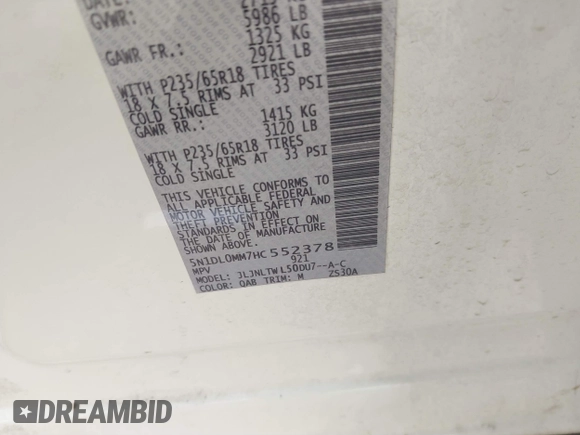 GVWR: 5986 LB
1325 KG
GAWR FR.: 2921 LB
WITH P235/65R18 TIRES
18 X 7.5 RIMS AT 33 PSI
COLD SINGLE 1415 KG
GAWR RR.: 3120 LB
WITH P235/65R18 TIRES
18 X 7.5 RIMS AT 33 PSI
COLD SINGLE
THIS VEHICLE CONFORMS TO
ALL APPLICABLE FEDERAL
MOTOR VEHICLE SAFETY AND
THEFT PREVENTION
STANDARDS IN EFFECT ON
THE DATE OF MANUFACTURE
SHOWN ABOVE.
5N1DL0MM7HC552378
MPV 921
MODEL: JLJNLTWL50DU7--A-C
COLOR: QAB TRIM: M 2S30A
DREAMBID